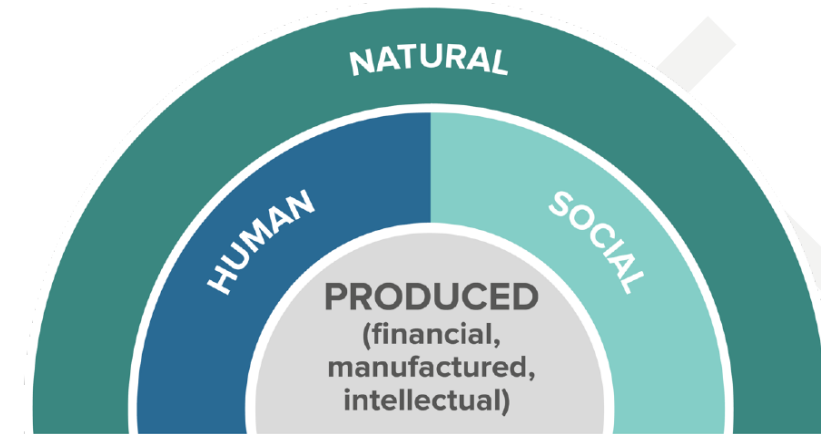 NATURAL
HUMAN
SOCIAL
PRODUCED
(financial,
manufactured,
intellectual)